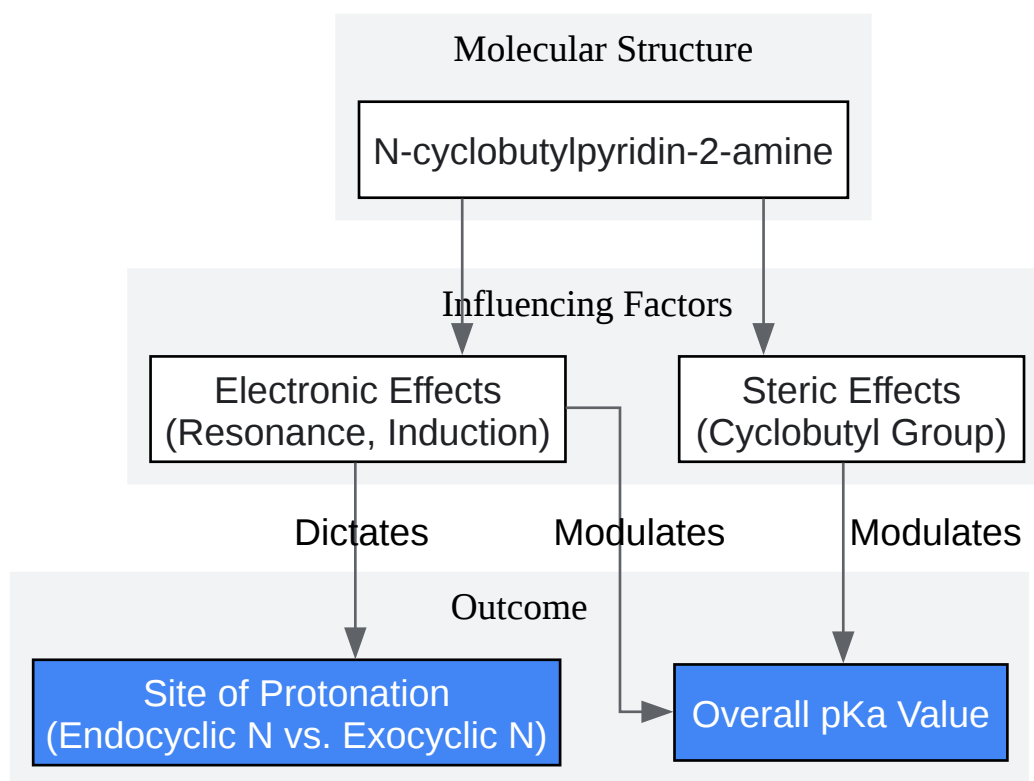 Molecular Structure
N-cyclobutylpyridin-2-amine
Influencing Factors
Electronic Effects
(Resonance, Induction)
Steric Effects
(Cyclobutyl Group)
Dictates
Modulates
Modulates
Outcome
Site of Protonation
(Endocyclic N vs. Exocyclic N)
Overall pKa Value